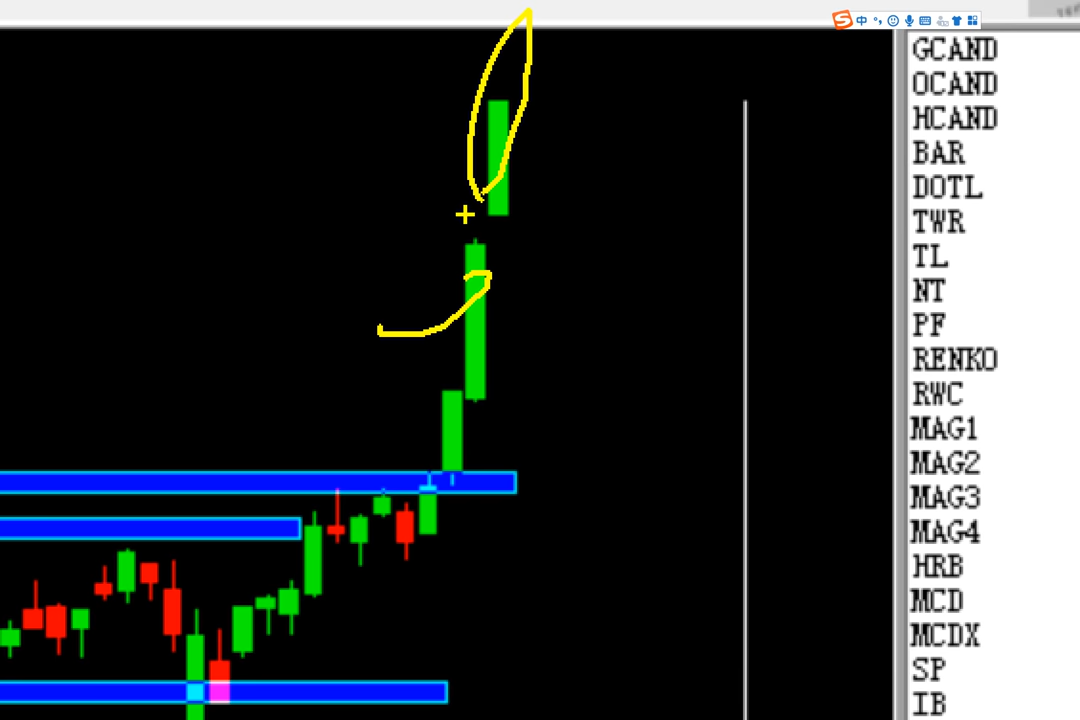 中
GCAND
OCAND
HCAND
BAR
DOTL
TWR
TL
NT
PF
RENKO
RWC
MAG1
MAG2
MAG3
MAG4
HRB
MCD
MCDX
SP
IB